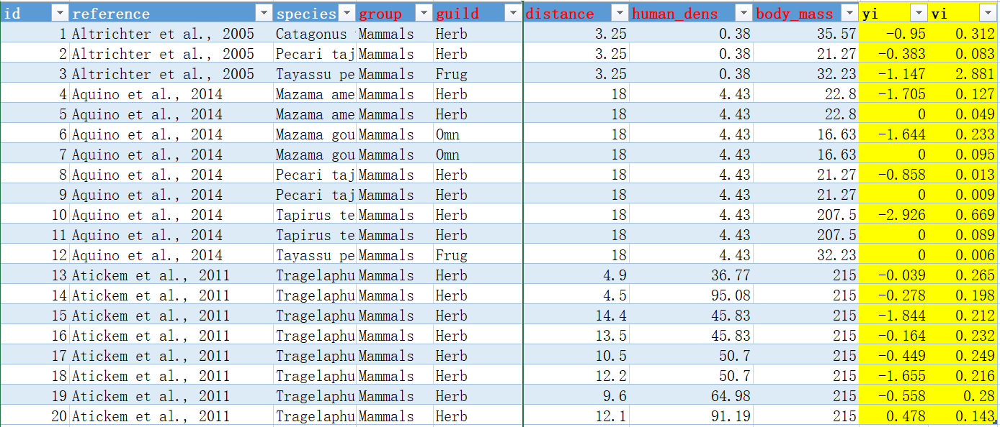 id reference species group guild distance human_dens body_mass yi vi
1 Altrichter et al., 2005 Catagonus Mammals Herb 3.25 0.38 35.57 -0.95 0.312
2 Altrichter et al., 2005 Pecari taj Mammals Herb 3.25 0.38 21.27 -0.383 0.083
3 Altrichter et al., 2005 Tayassu pe Mammals Frug 3.25 0.38 32.23 -1.147 2.881
4 Aquino et al., 2014 Mazama ame Mammals Herb 18 4.43 22.8 -1.705 0.127
5 Aquino et al., 2014 Mazama ame Mammals Herb 18 4.43 22.8 0 0.049
6 Aquino et al., 2014 Mazama gou Mammals Omn 18 4.43 16.63 -1.644 0.233
7 Aquino et al., 2014 Mazama gou Mammals Omn 18 4.43 16.63 0 0.095
8 Aquino et al., 2014 Pecari taj Mammals Herb 18 4.43 21.27 -0.858 0.013
9 Aquino et al., 2014 Pecari taj Mammals Herb 18 4.43 21.27 0 0.009
10 Aquino et al., 2014 Tapirus te Mammals Herb 18 4.43 207.5 -2.926 0.669
11 Aquino et al., 2014 Tapirus te Mammals Herb 18 4.43 207.5 0 0.089
12 Aquino et al., 2014 Tayassu pe Mammals Frug 18 4.43 32.23 0 0.006
13 Atickem et al., 2011 Tragelaphu Mammals Herb 4.9 36.77 215 -0.039 0.265
14 Atickem et al., 2011 Tragelaphu Mammals Herb 4.5 95.08 215 -0.278 0.198
15 Atickem et al., 2011 Tragelaphu Mammals Herb 14.4 45.83 215 -1.844 0.212
16 Atickem et al., 2011 Tragelaphu Mammals Herb 13.5 45.83 215 -0.164 0.232
17 Atickem et al., 2011 Tragelaphu Mammals Herb 10.5 50.7 215 -0.449 0.249
18 Atickem et al., 2011 Tragelaphu Mammals Herb 12.2 50.7 215 -1.655 0.216
19 Atickem et al., 2011 Tragelaphu Mammals Herb 9.6 64.98 215 -0.558 0.28
20 Atickem et al., 2011 Tragelaphu Mammals Herb 12.1 91.19 215 0.478 0.143